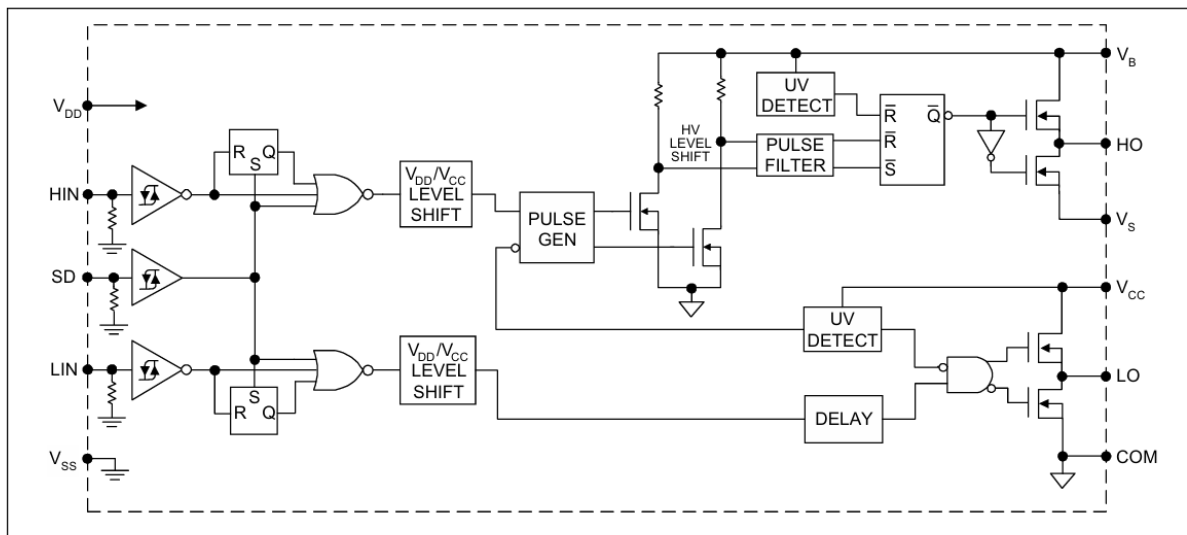 V_B
UV
DETECT
V_DD
R̅
Q̅
HV
LEVEL
SHIFT
R
Q
S
PULSE
FILTER
R̅
S̅
HO
V_DD/V_CC
LEVEL
SHIFT
HIN
PULSE
GEN
V_S
SD
V_CC
UV
DETECT
V_DD/V_CC
LEVEL
SHIFT
LIN
LO
S
R
Q
DELAY
V_SS
COM